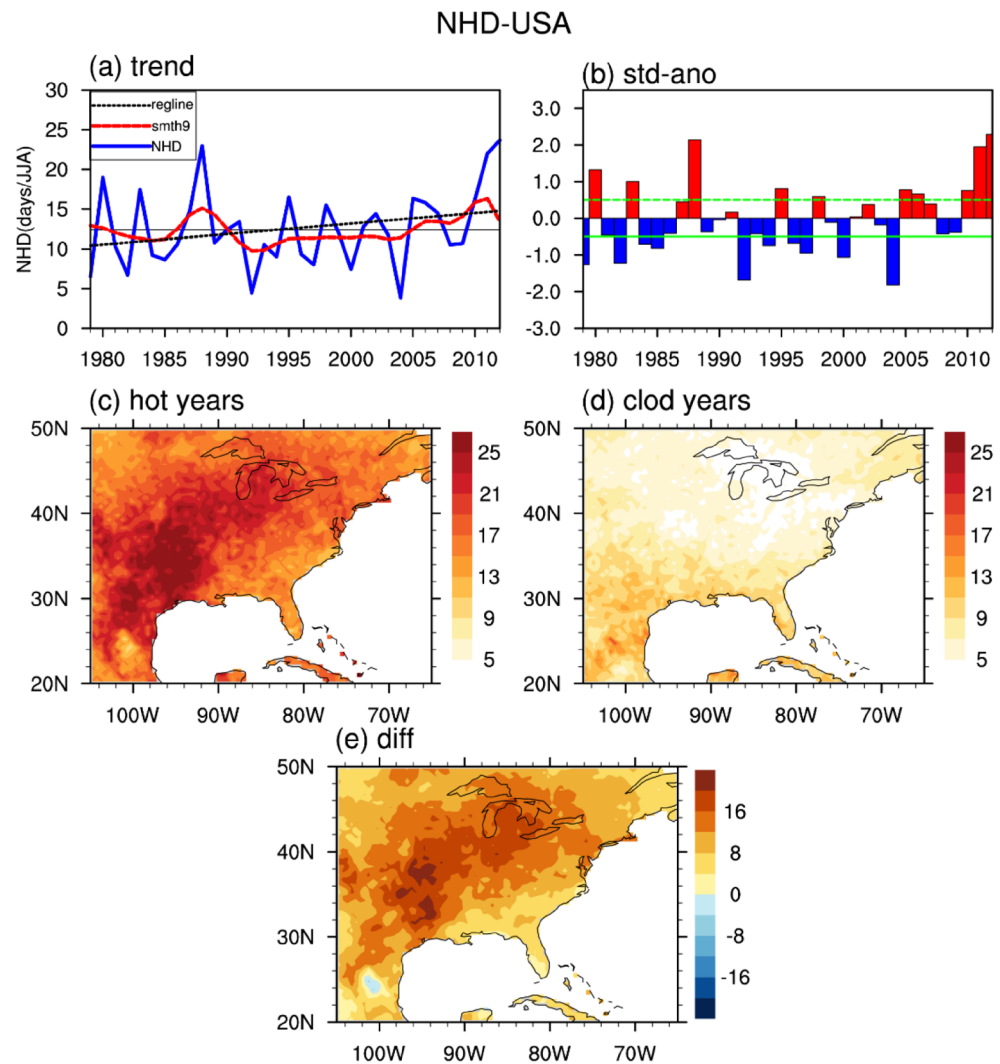 NHD-USA
(a) trend
(b) std-ano
NHD(days/JJA)
30
25
20
15
10
5
0
regline
smth9
NHD
1980 1985 1990 1995 2000 2005 2010
3.0
2.0
1.0
0.0
-1.0
-2.0
-3.0
1980 1985 1990 1995 2000 2005 2010
(c) hot years
50N
40N
30N
20N
100W 90W 80W 70W
25
21
17
13
9
5
(d) clod years
50N
40N
30N
20N
100W 90W 80W 70W
25
21
17
13
9
5
(e) diff
50N
40N
30N
20N
100W 90W 80W 70W
16
8
0
-8
-16